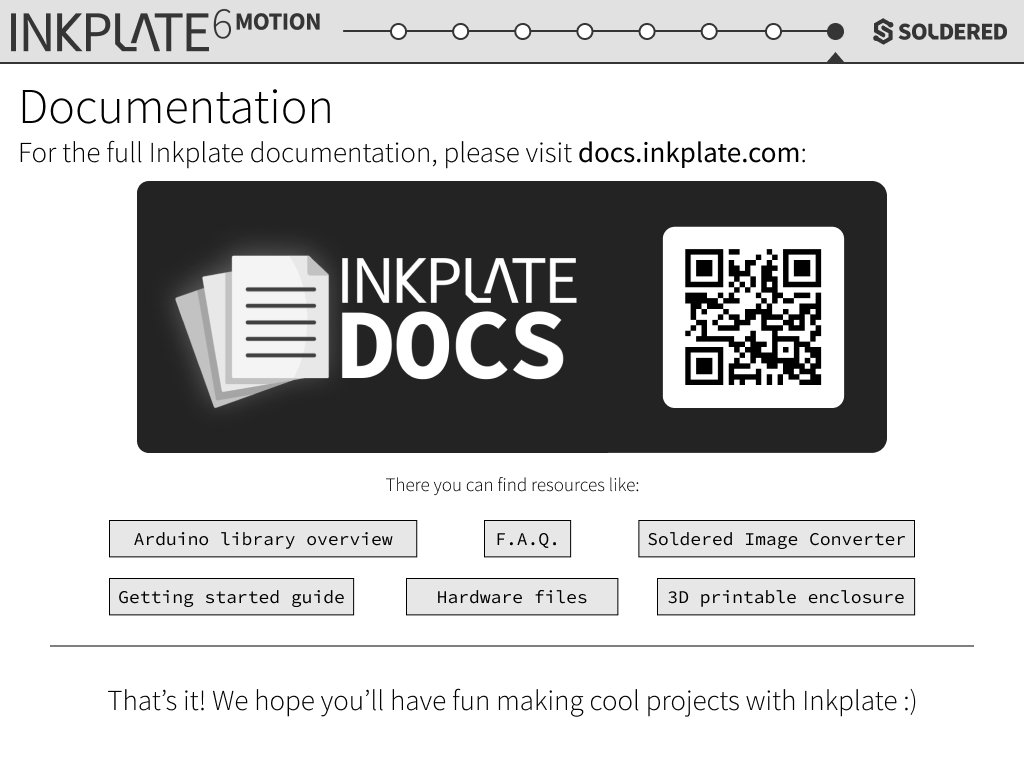 INKPLATE 6 MOTION
SOLDERED
Documentation
For the full Inkplate documentation, please visit docs.inkplate.com:
INKPLATE
DOCS
There you can find resources like:
Arduino library overview
F.A.Q.
Soldered Image Converter
Getting started guide
Hardware files
3D printable enclosure
That’s it! We hope you’ll have fun making cool projects with Inkplate :)